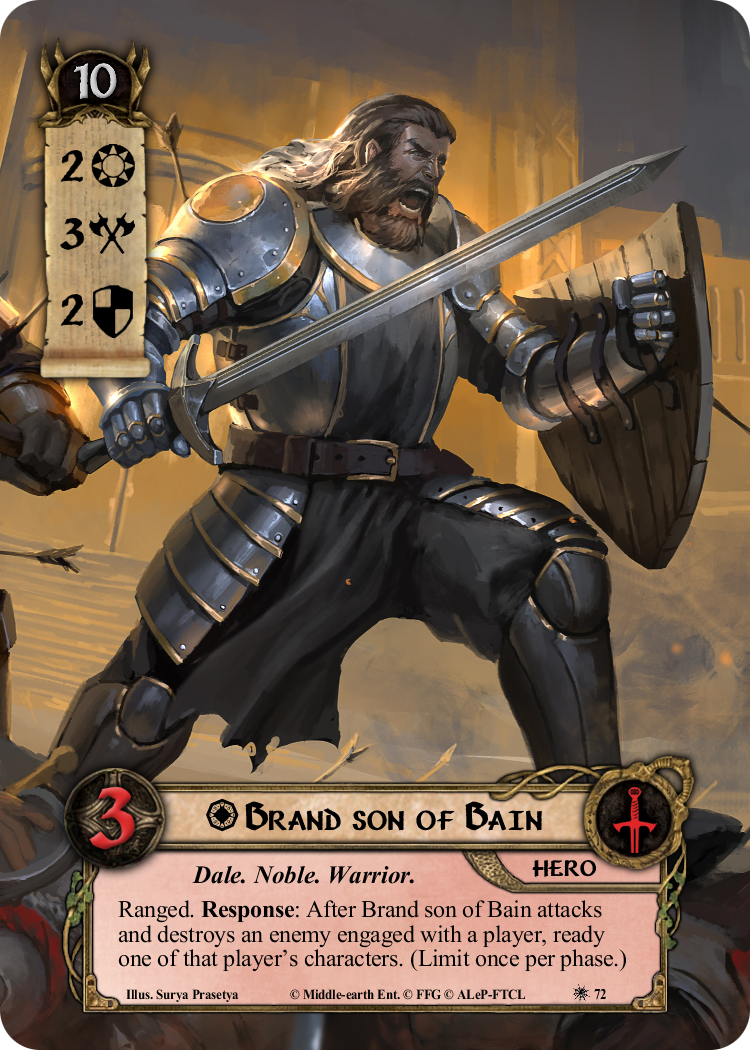 10
2
3
2
3
Brand son of Bain
Dale. Noble. Warrior.
HERO
Ranged. Response: After Brand son of Bain attacks
and destroys an enemy engaged with a player, ready
one of that player's characters. (Limit once per phase.)
Illus. Surya Prasetya © Middle-earth Ent. © FFG © ALeP-FTCL 72